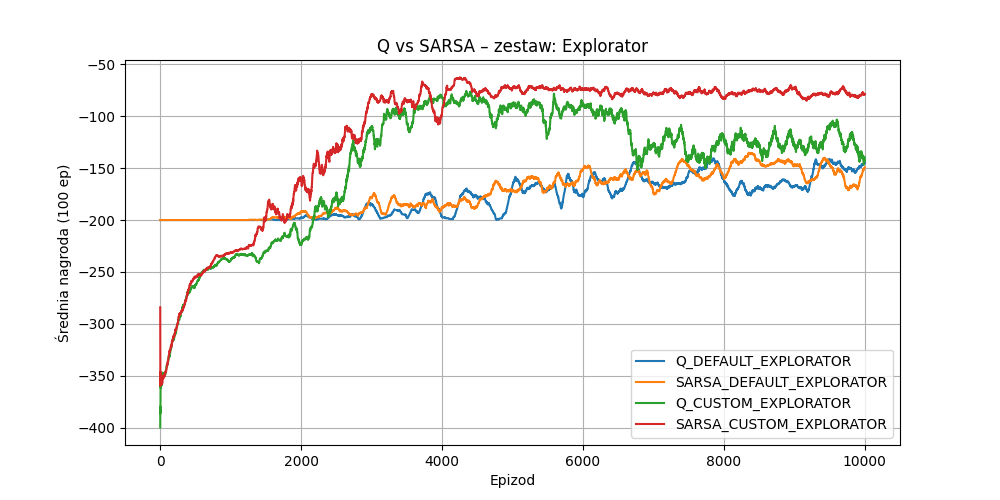 Q vs SARSA – zestaw: Explorator
−50
−100
−150
−200
−250
−300
−350
−400
Średnia nagroda (100 ep)
0
2000
4000
6000
8000
10000
Epizod
Q_DEFAULT_EXPLORATOR
SARSA_DEFAULT_EXPLORATOR
Q_CUSTOM_EXPLORATOR
SARSA_CUSTOM_EXPLORATOR